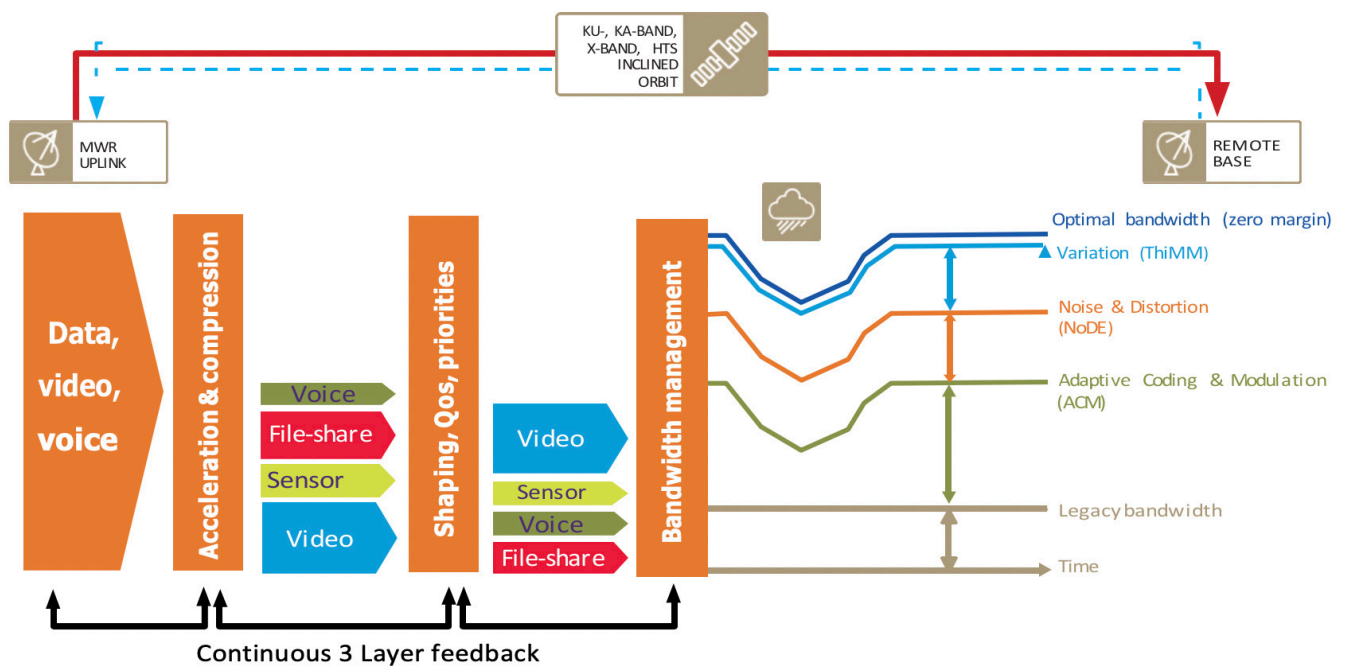 KU-, KA-BAND,
X-BAND, HTS
INCLINED
ORBIT
MWR
UPLINK
REMOTE
BASE
Data,
video,
voice
Acceleration & compression
Voice
File-share
Sensor
Video
Shaping, Qos, priorities
Video
Sensor
Voice
File-share
Bandwidth management
Optimal bandwidth (zero margin)
Variation (ThiMM)
Noise & Distortion
(NoDE)
Adaptive Coding & Modulation
(ACM)
Legacy bandwidth
Time
Continuous 3 Layer feedback